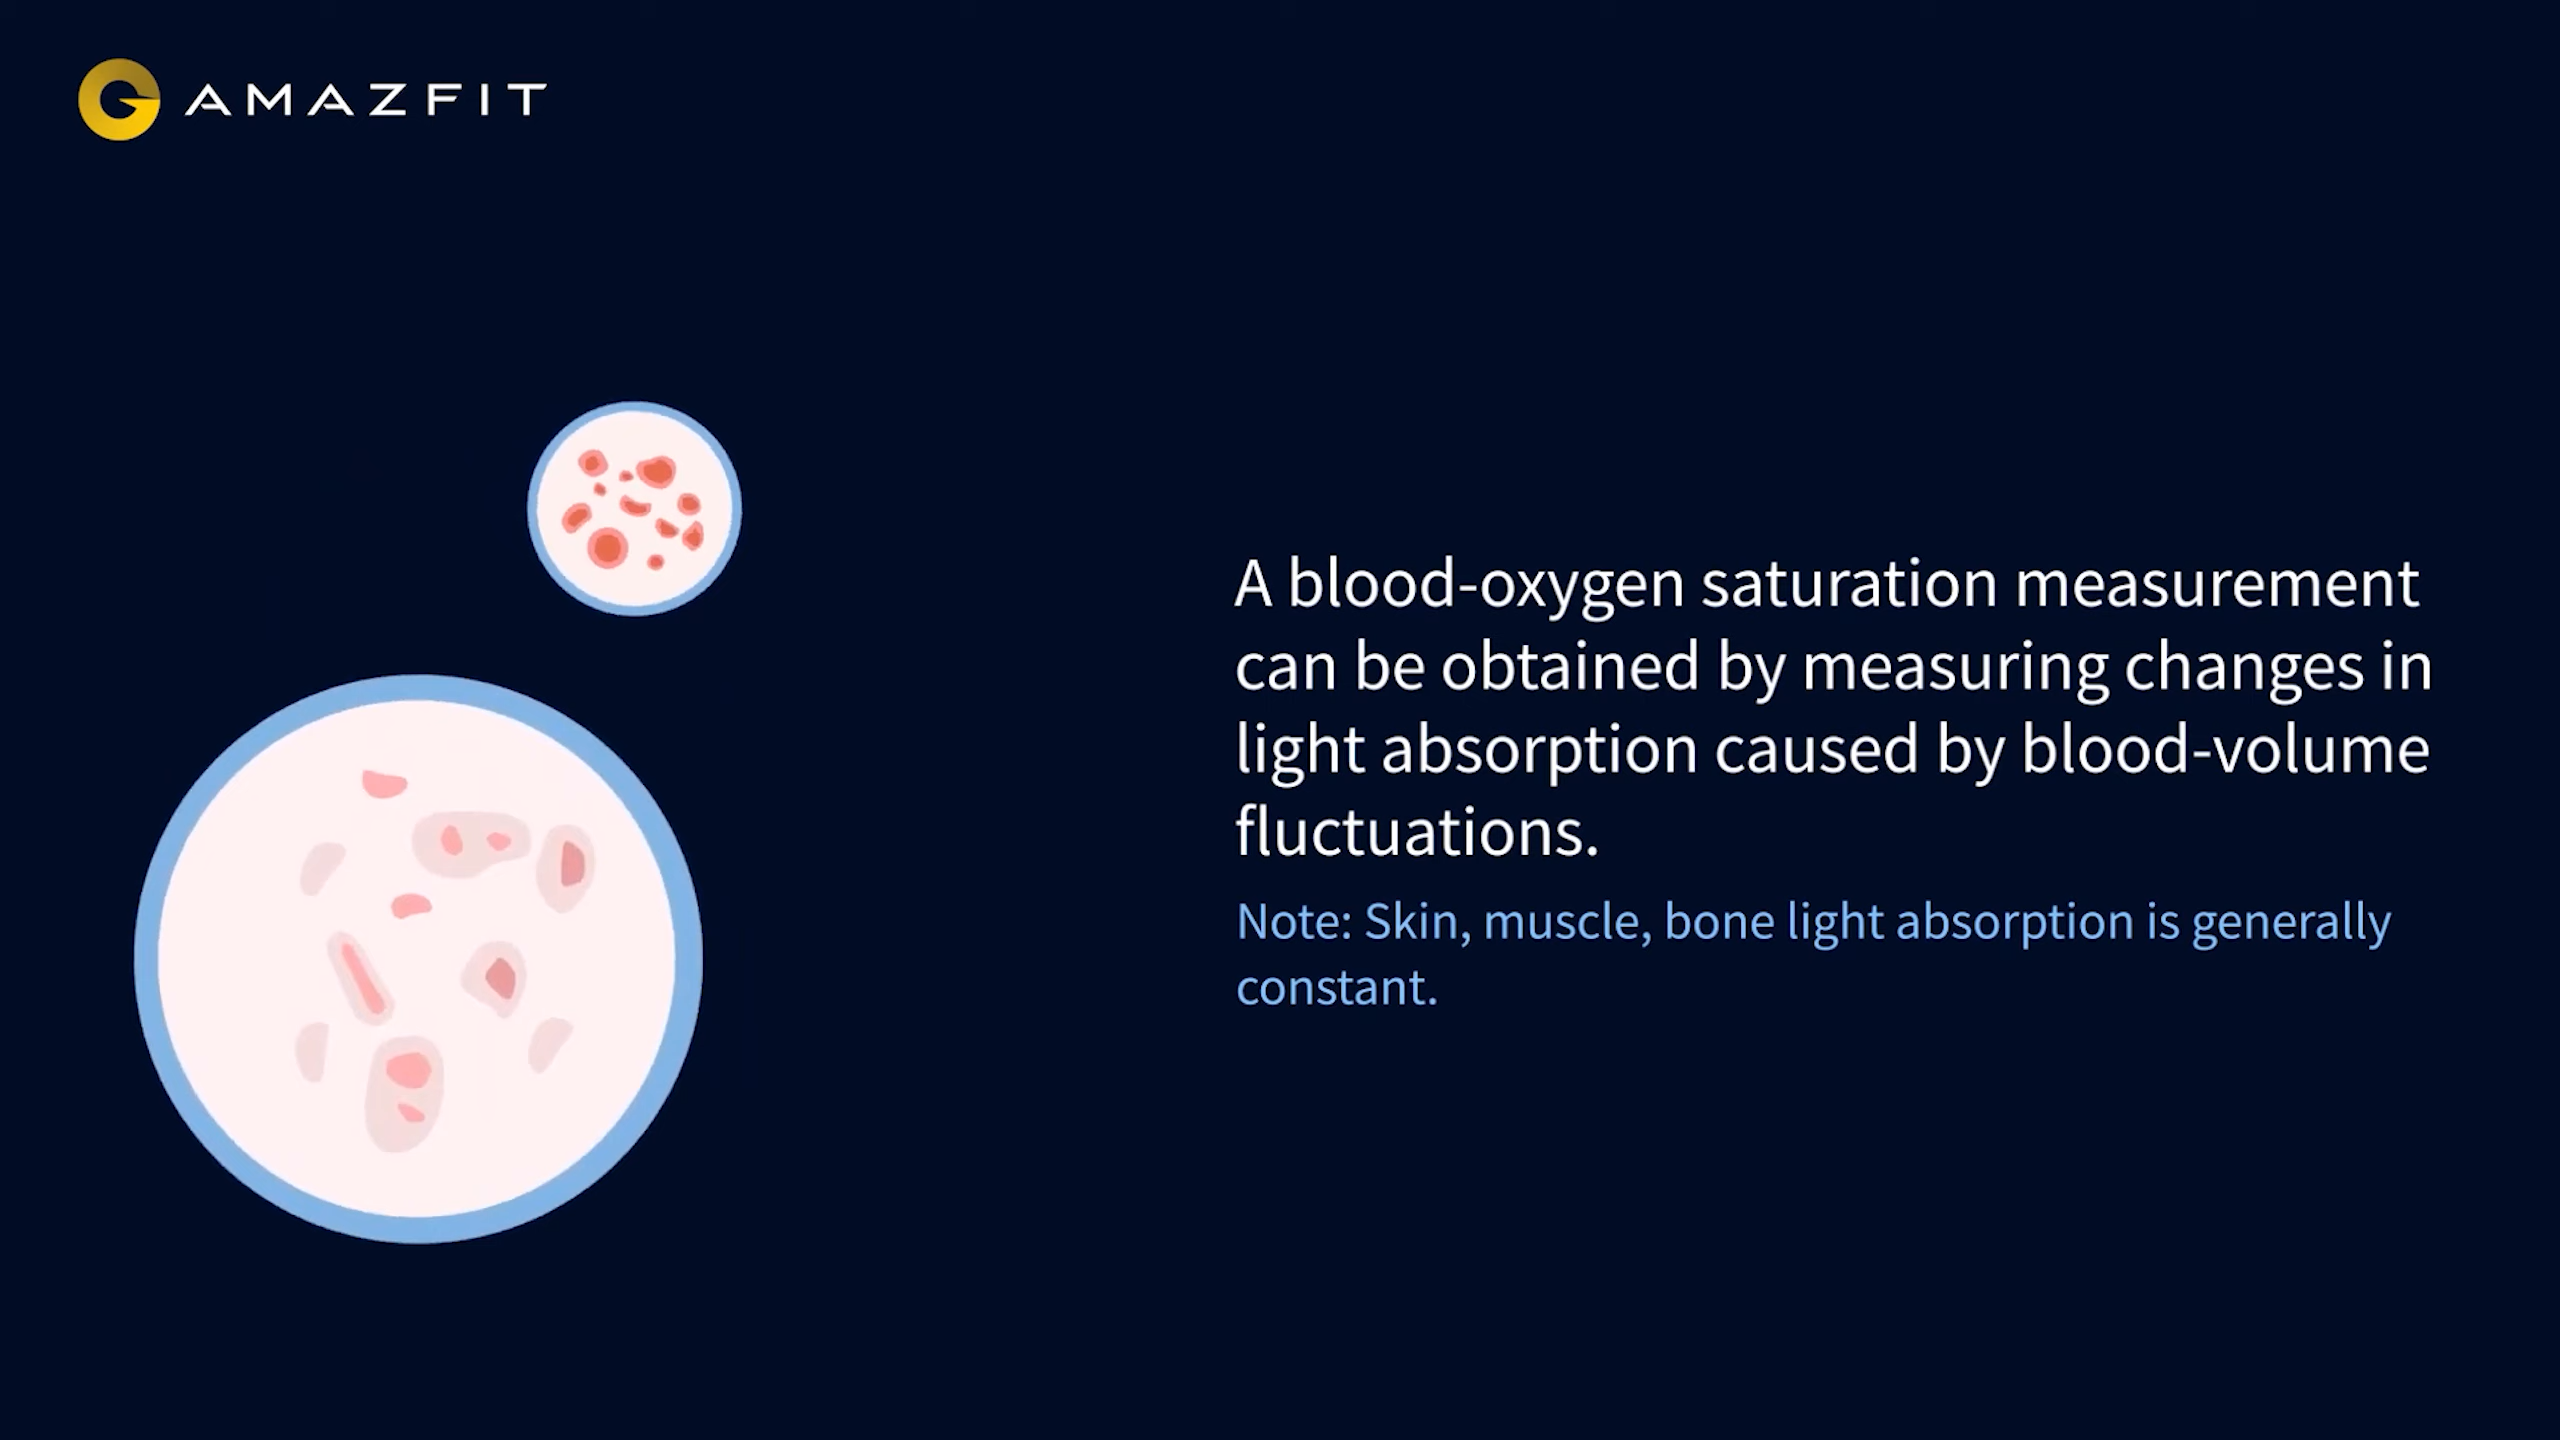 AMAZFIT
A blood-oxygen saturation measurement
can be obtained by measuring changes in
light absorption caused by blood-volume
fluctuations.
Note: Skin, muscle, bone light absorption is generally
constant.